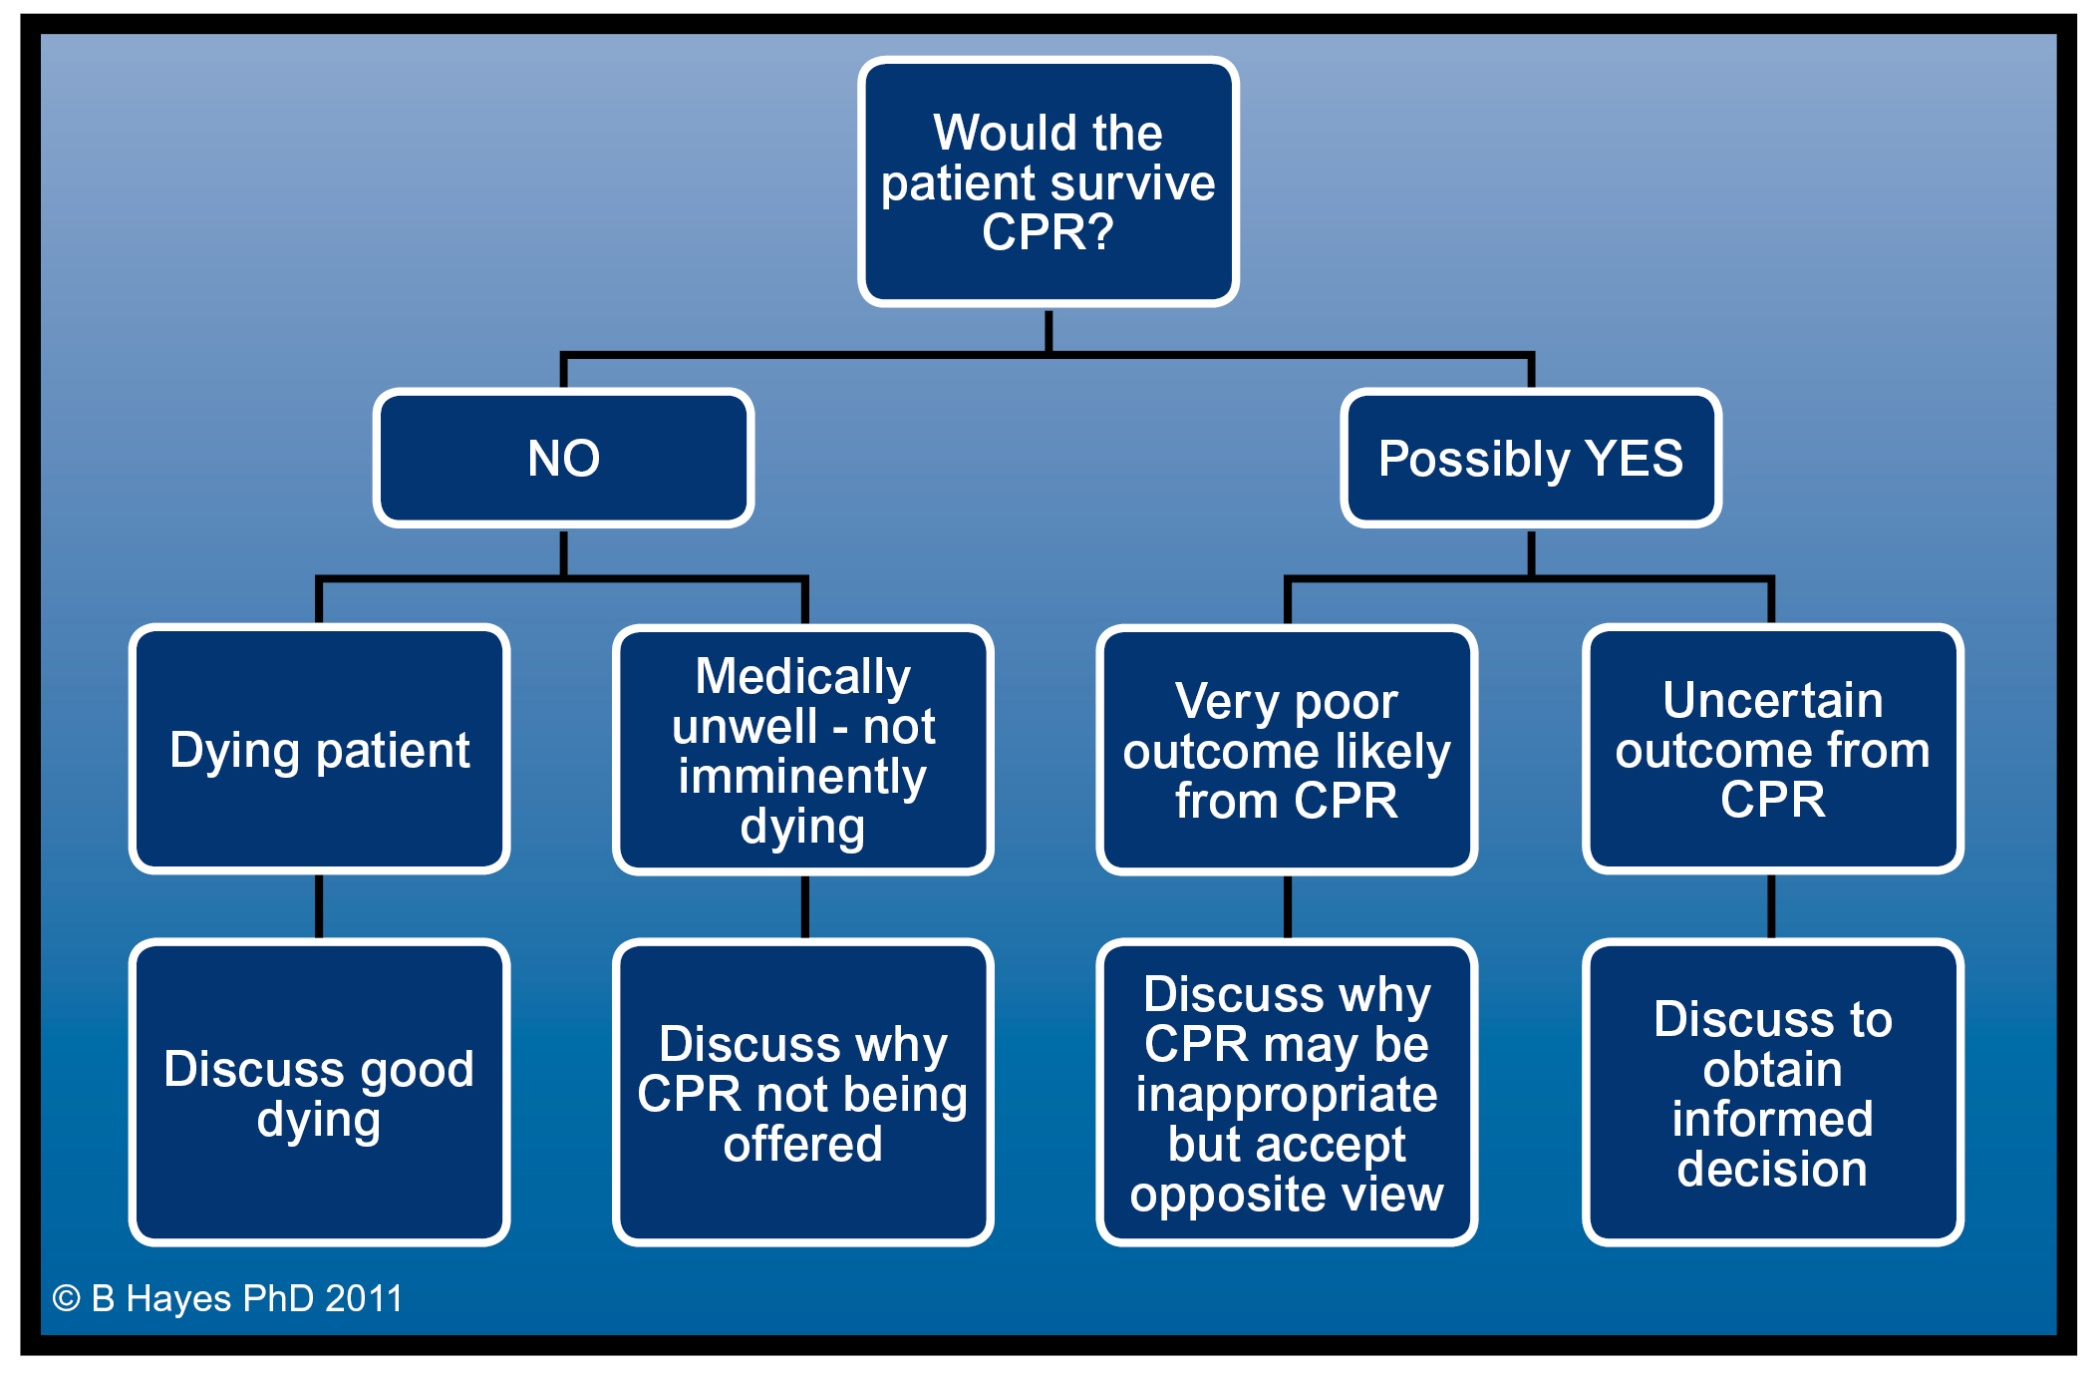 Would the
patient survive
CPR?
NO
Possibly YES
Dying patient
Medically
unwell - not
imminently
dying
Very poor
outcome likely
from CPR
Uncertain
outcome from
CPR
Discuss good
dying
Discuss why
CPR not being
offered
Discuss why
CPR may be
inappropriate
but accept
opposite view
Discuss to
obtain
informed
decision
© B Hayes PhD 2011